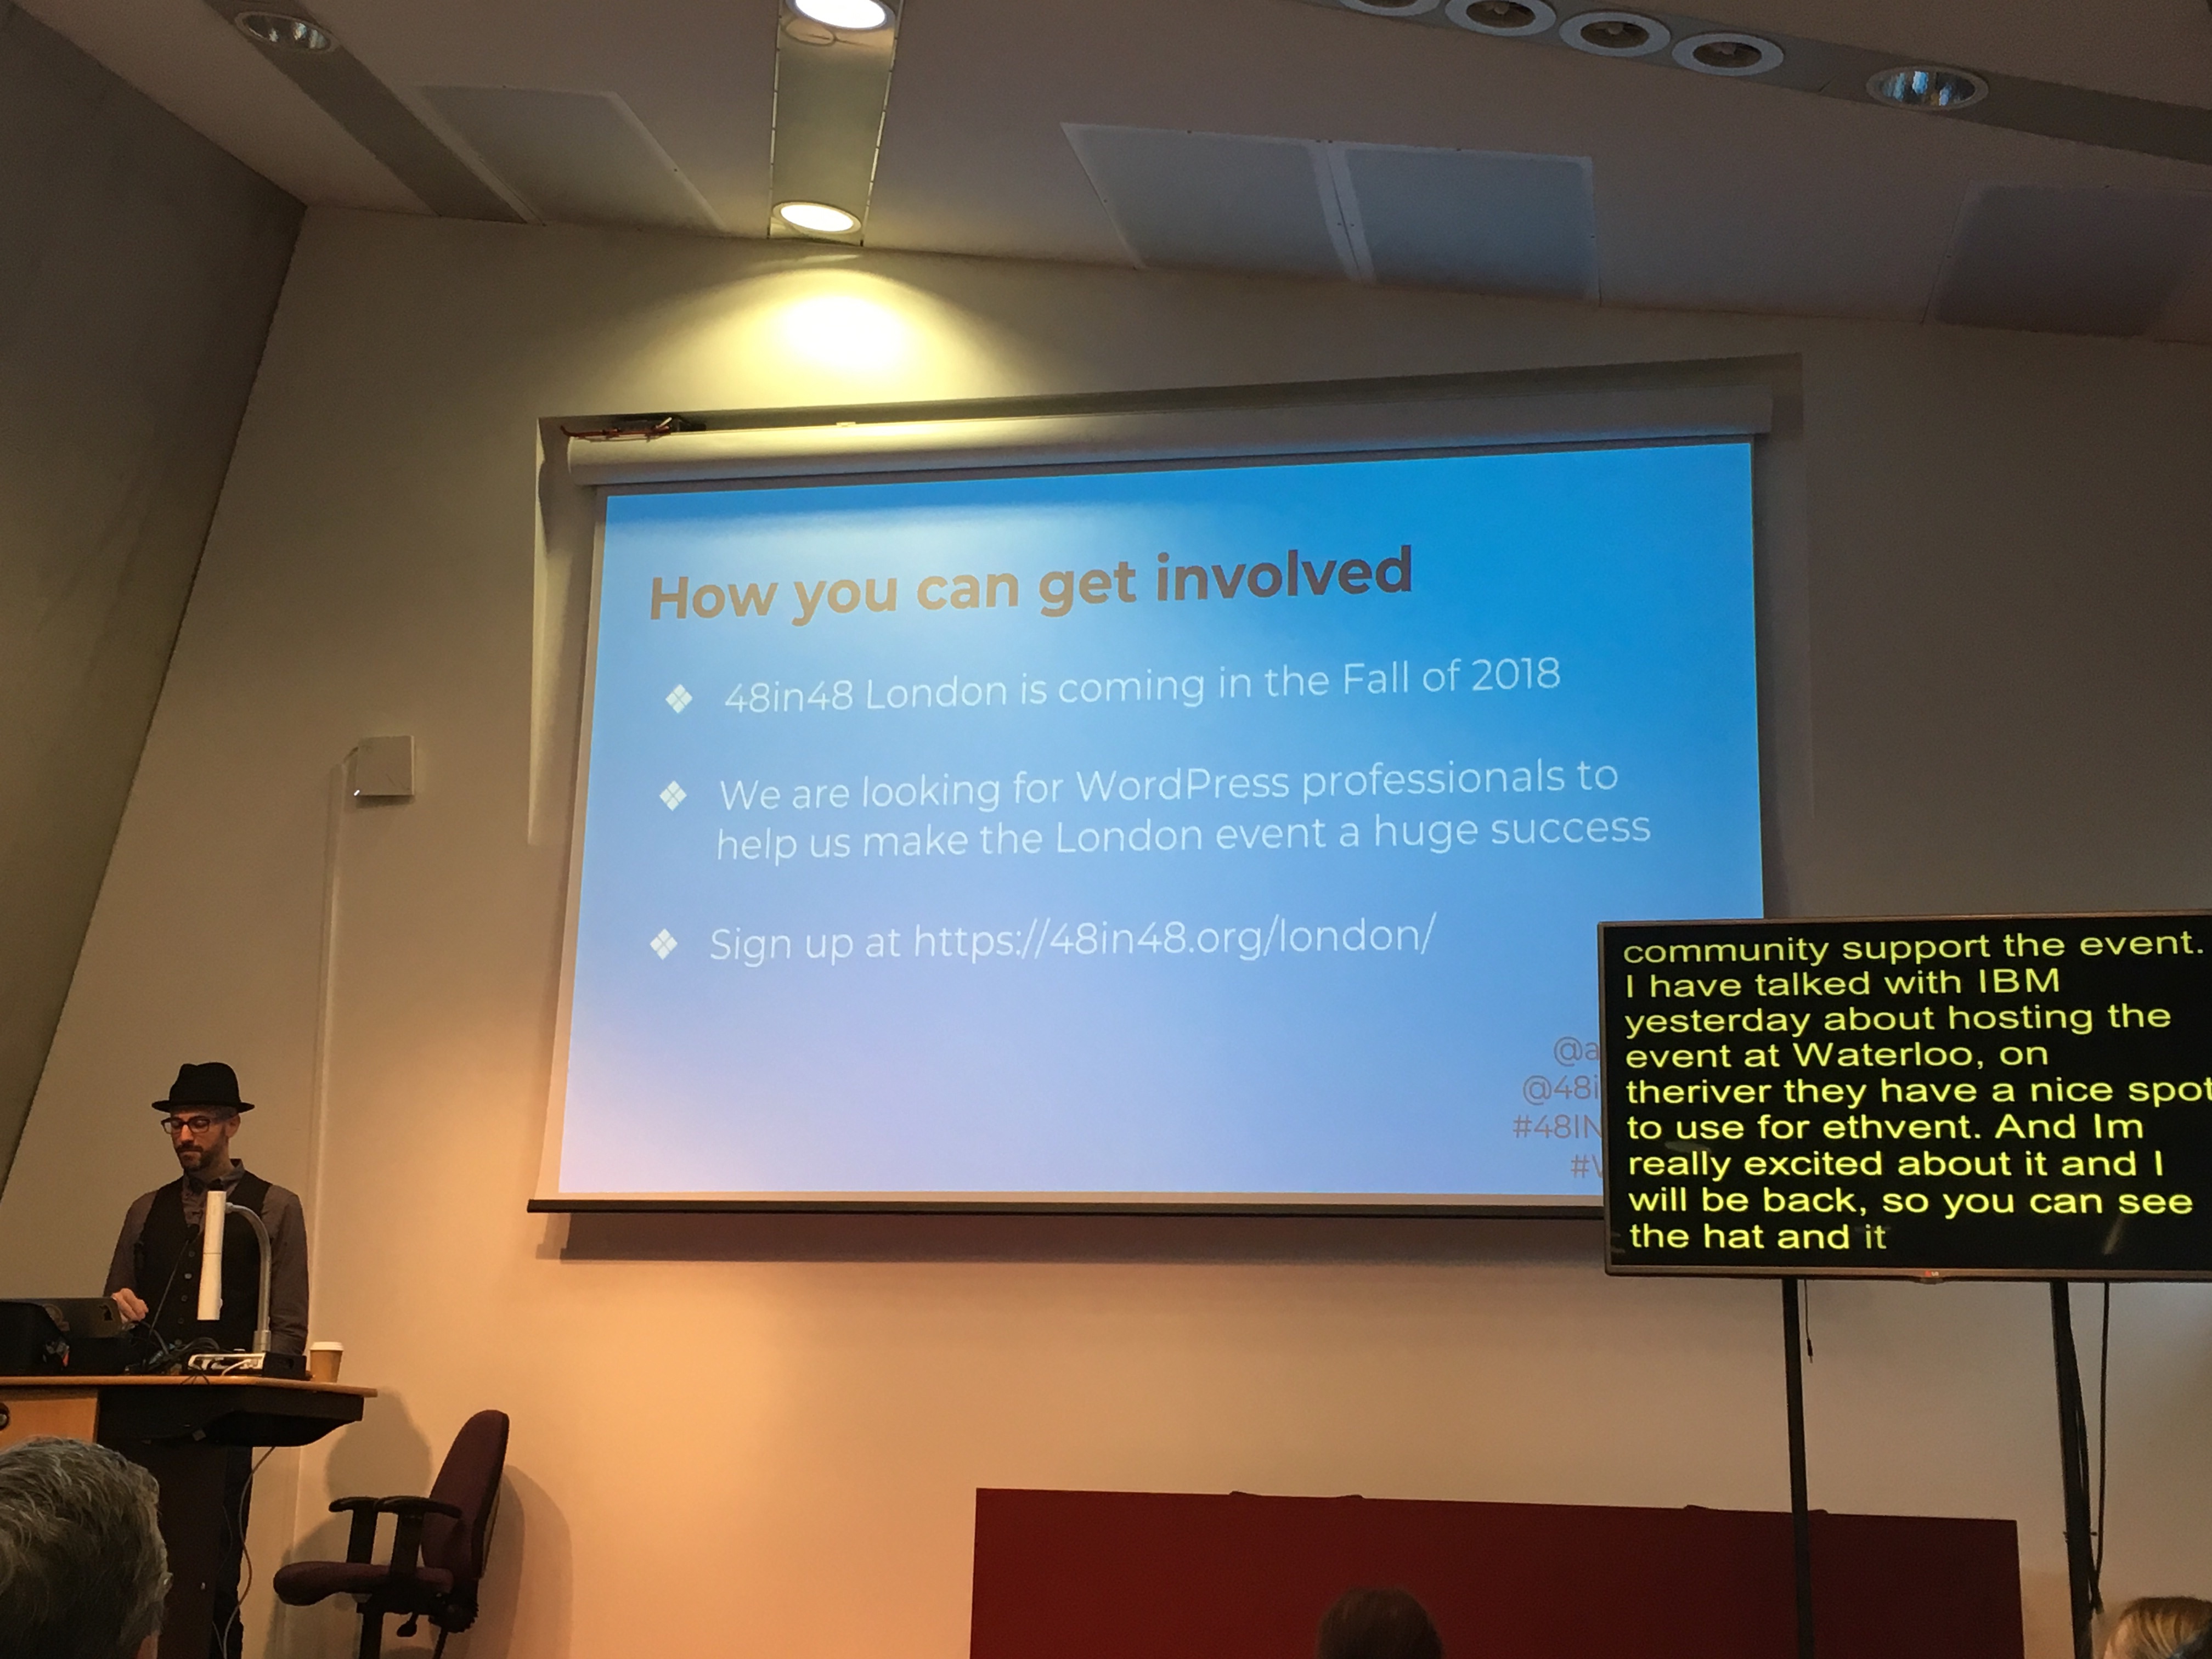 How you can get involved
❖ 48in48 London is coming in the Fall of 2018
❖ We are looking for WordPress professionals to
help us make the London event a huge success
❖ Sign up at https://48in48.org/london/
@a
@48i
#48IN
#
community support the event.
I have talked with IBM
yesterday about hosting the
event at Waterloo, on
theriver they have a nice spot
to use for ethvent. And Im
really excited about it and I
will be back, so you can see
the hat and it